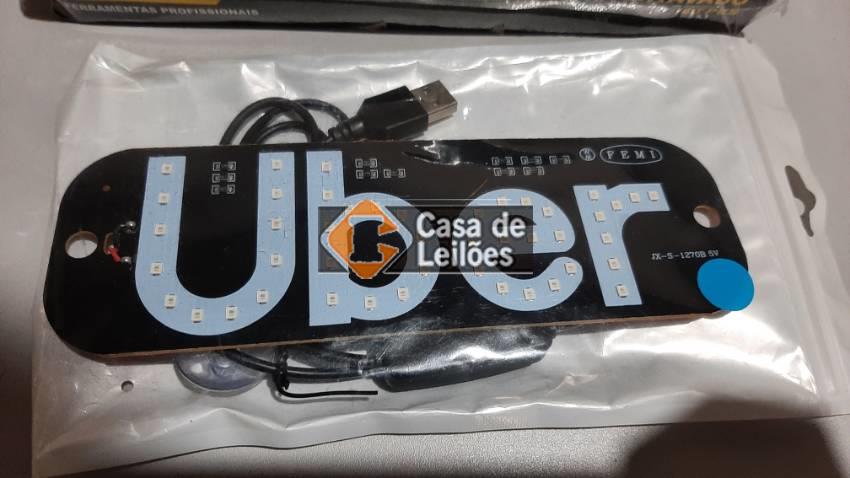 FERRAMENTAS PROFISSIONAIS
FEMI
Uber
Casa de
Leilões
JX-S-1270B 5V